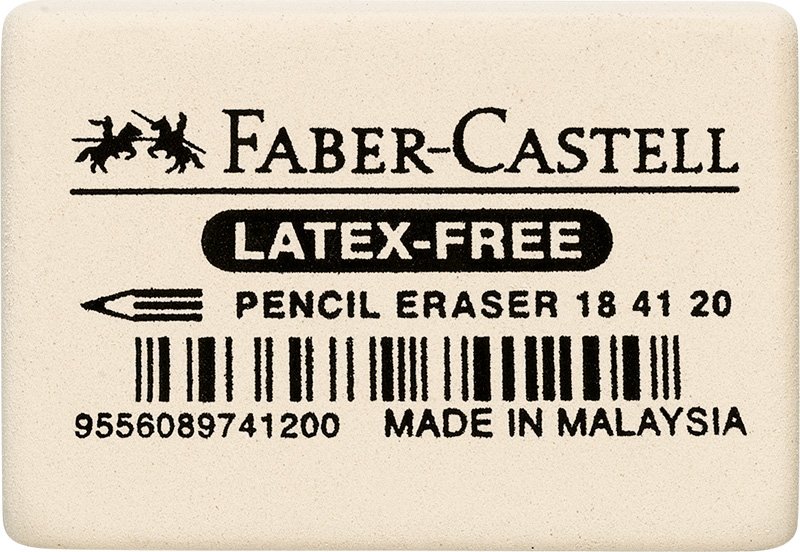 FABER-CASTELL
LATEX-FREE
PENCIL ERASER 18 41 20
9556089741200 MADE IN MALAYSIA